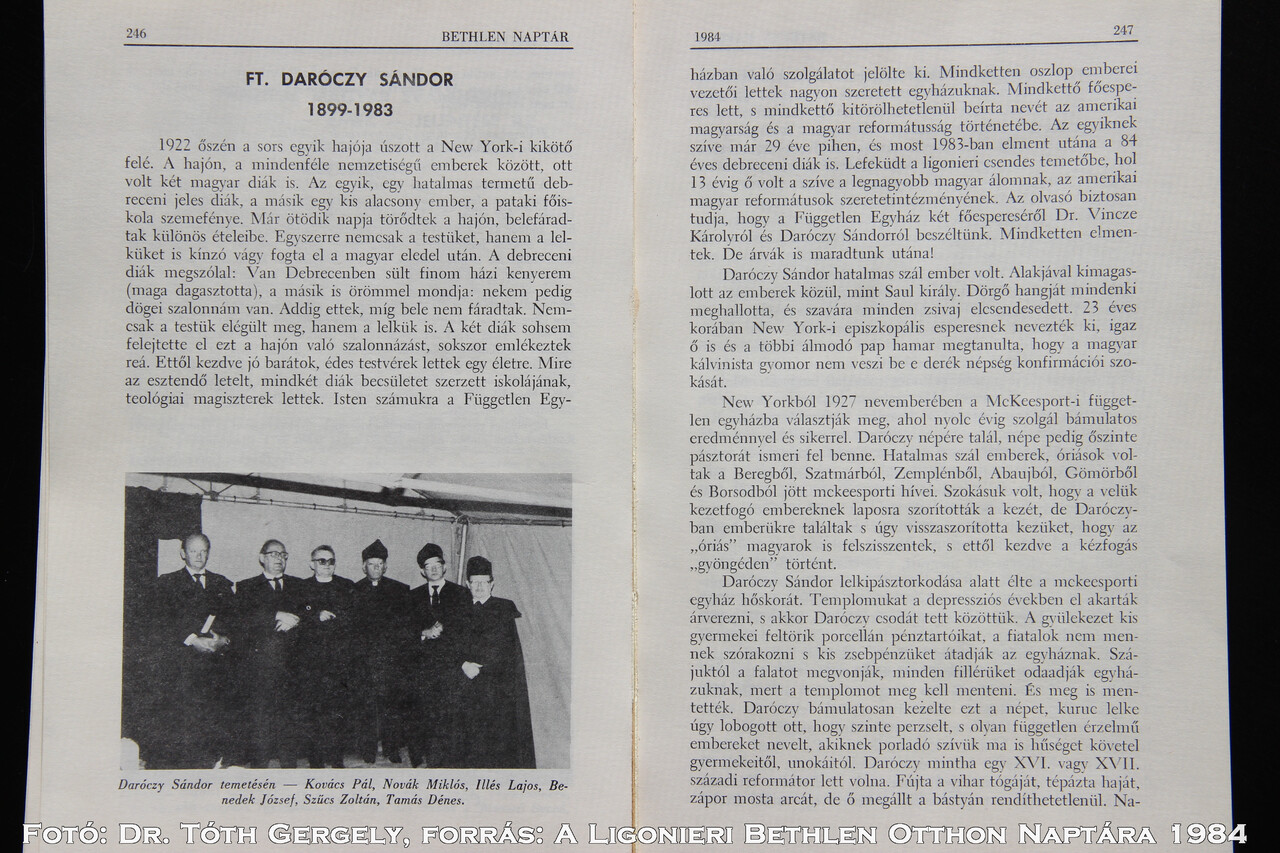 246
BETHLEN NAPTÁR
FT. DARÓCZY SÁNDOR
1899-1983
1922 őszén a sors egyik hajója úszott a New York-i kikötő
felé. A hajón, a mindenféle nemzetiségű emberek között, ott
volt két magyar diák is. Az egyik, egy hatalmas termetű deb-
receni jeles diák, a másik egy kis alacsony ember, a pataki főis-
kola szemefénye. Már ötödik napja törődtek a hajón, belefárad-
tak különös ételeibe. Egyszerre nemcsak a testüket, hanem a lel-
küket is kínzó vágy fogta el a magyar eledel után. A debreceni
diák megszólal: Van Debrecenben sült finom házi kenyerem
(maga dagasztotta), a másik is örömmel mondja: nekem pedig
dögei szalonnám van. Addig ettek, míg bele nem fáradtak. Nem-
csak a testük elégült meg, hanem a lelkük is. A két diák sohsem
felejtette el ezt a hajón való szalonnázást, sokszor emlékeztek
reá. Ettől kezdve jó barátok, édes testvérek lettek egy életre. Mire
az esztendő letelt, mindkét diák becsületet szerzett iskolájának,
teológiai magiszterek lettek. Isten számukra a Független Egy-
Daróczy Sándor temetésén — Kovács Pál, Novák Miklós, Illés Lajos, Be-
nedek József, Szücs Zoltán, Tamás Dénes.
1984
247
házban való szolgálatot jelölte ki. Mindketten oszlop emberei
vezetői lettek nagyon szeretett egyházuknak. Mindkettő főespe-
res lett, s mindkettő kitörölhetetlenül beírta nevét az amerikai
magyarság és a magyar reformátusság történetébe. Az egyiknek
szíve már 29 éve pihen, és most 1983-ban elment utána a 84
éves debreceni diák is. Lefeküdt a ligonieri csendes temetőbe, hol
13 évig ő volt a szíve a legnagyobb magyar álomnak, az amerikai
magyar reformátusok szeretetintézményének. Az olvasó biztosan
tudja, hogy a Független Egyház két főespereséről Dr. Vincze
Károlyról és Daróczy Sándorról beszéltünk. Mindketten elmen-
tek. De árvák is maradtunk utána!
Daróczy Sándor hatalmas szál ember volt. Alakjával kimagas-
lott az emberek közül, mint Saul király. Dörgő hangját mindenki
meghallotta, és szavára minden zsivaj elcsendesedett. 23 éves
korában New York-i episzkopális esperesnek nevezték ki, igaz
ő is és a többi álmodó pap hamar megtanulta, hogy a magyar
kálvinista gyomor nem veszi be e derék népség konfirmációi szo-
kását.
New Yorkból 1927 nevemberében a McKeesport-i függet-
len egyházba választják meg, ahol nyolc évig szolgál bámulatos
eredménnyel és sikerrel. Daróczy népére talál, népe pedig őszinte
pásztorát ismeri fel benne. Hatalmas szál emberek, óriások vol-
tak a Beregből, Szatmárból, Zemplénből, Abaujból, Gömörből
és Borsodból jött mckeesporti hívei. Szokásuk volt, hogy a velük
kezetfogó embereknek laposra szorították a kezét, de Daróczy-
ban emberükre találtak s úgy visszaszorította kezüket, hogy az
„óriás” magyarok is felszisszentek, s ettől kezdve a kézfogás
„gyöngéden” történt.
Daróczy Sándor lelkipásztorkodása alatt élte a mckeesporti
egyház hőskorát. Templomukat a depressziós években el akarták
árverezni, s akkor Daróczy csodát tett közöttük. A gyülekezet kis
gyermekei feltörik porcellán pénztartóikat, a fiatalok nem men-
nek szórakozni s kis zsebpénzüket átadják az egyháznak. Szá-
juktól a falatot megvonják, minden fillérüket odaadják egyhá-
zuknak, mert a templomot meg kell menteni. És meg is men-
tették. Daróczy bámulatosan kezelte ezt a népet, kuruc lelke
úgy lobogott ott, hogy szinte perzselt, s olyan független érzelmű
embereket nevelt, akiknek porladó szívük ma is hűséget követel
gyermekeitől, unokáitól. Daróczy mintha egy XVI. vagy XVII.
századi reformátor lett volna. Fújta a vihar tógáját, tépázta haját,
zápor mosta arcát, de ő megállt a bástyán rendíthetetlenül. Na-
Fotó: Dr. Tóth Gergely, forrás: A Ligonieri Bethlen Otthon Naptára 1984